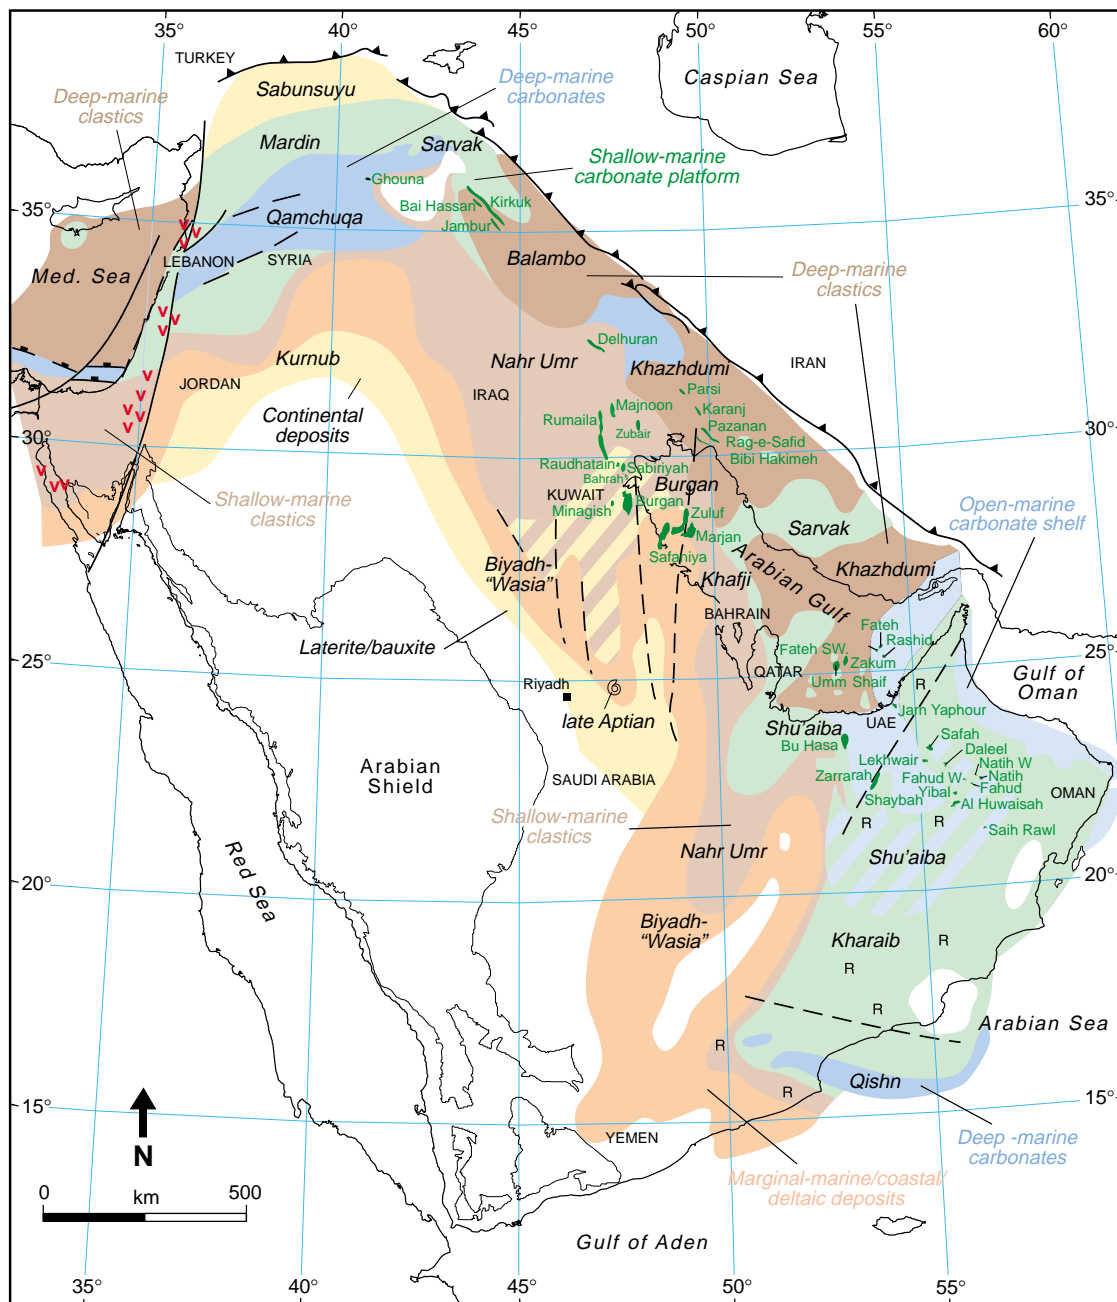 35°
40°
45°
50°
55°
60°
TURKEY
Caspian Sea
Sabunsuyu
Deep-marine
carbonates
Deep-marine
clastics
Mardin
Sarvak
Shallow-marine
carbonate platform
Ghouna
35°
35°
Bai Hassan
Kirkuk
Jambur
Qamchuqa
LEBANON
SYRIA
Balambo
Med. Sea
Deep-marine
clastics
V
V
V
V
V
V
Delhuran
Kurnub
Nahr Umr
Khazhdumi
IRAN
JORDAN
IRAQ
Parsi
Continental
deposits
Majnoon
Karanj
V
V
V
V
V
Rumaila
Zubair
Pazanan
30°
30°
Rag-e-Safid
Bibi Hakimeh
Raudhatain
Sabiriyah
Bahrah
V
V
V
Shallow-marine
clastics
KUWAIT
Burgan
Minagish
Burgan
Zuluf
Open-marine
carbonate shelf
Marjan
Sarvak
Safaniya
Biyadh-
“Wasia”
Khafji
Arabian Gulf
Khazhdumi
BAHRAIN
Laterite/bauxite
Fateh
Rashid
25°
25°
Fateh SW.
Zakum
QATAR
Umm Shaif
Gulf of
Oman
Riyadh
R
late Aptian
Jam Yaphour
Shu’aiba
UAE
Bu Hasa
Safah
Daleel
Arabian
Shield
SAUDI ARABIA
Lekhwair
Natih W
Zarrarah
Fahud W-
Natih
Fahud
Shaybah
Yibal
OMAN
Al Huwaisah
Shallow-marine
clastics
R
R
Saih Rawl
Red Sea
Nahr Umr
Shu’aiba
20°
20°
Biyadh-
“Wasia”
Kharaib
R
R
R
Arabian Sea
R
Qishn
R
15°
15°
N
YEMEN
Deep -marine
carbonates
Marginal-marine/coastal/
deltaic deposits
0
km
500
Gulf of Aden
35°
40°
45°
50°
55°